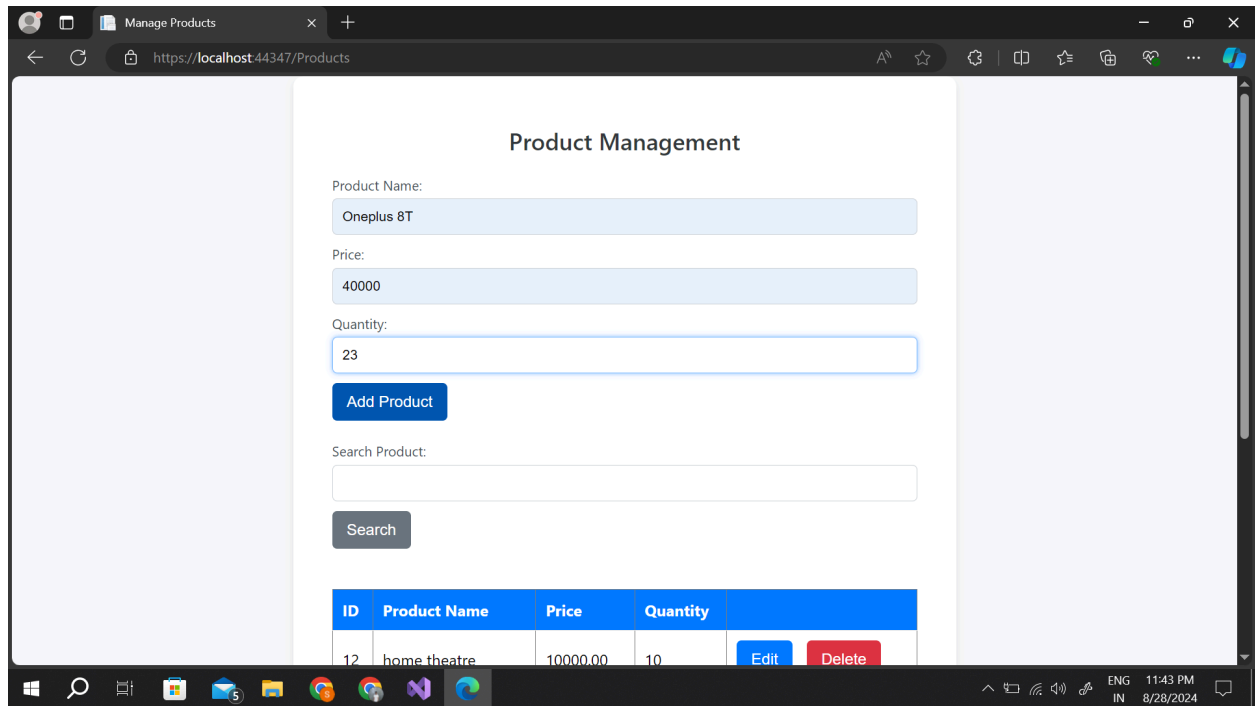 Manage Products
https://localhost:44347/Products
Product Management
Product Name:
Oneplus 8T
Price:
40000
Quantity:
23
Add Product
Search Product:
Search
ID Product Name Price Quantity
12 home theatre 10000.00 10 Edit Delete
5
ENG 11:43 PM
IN 8/28/2024